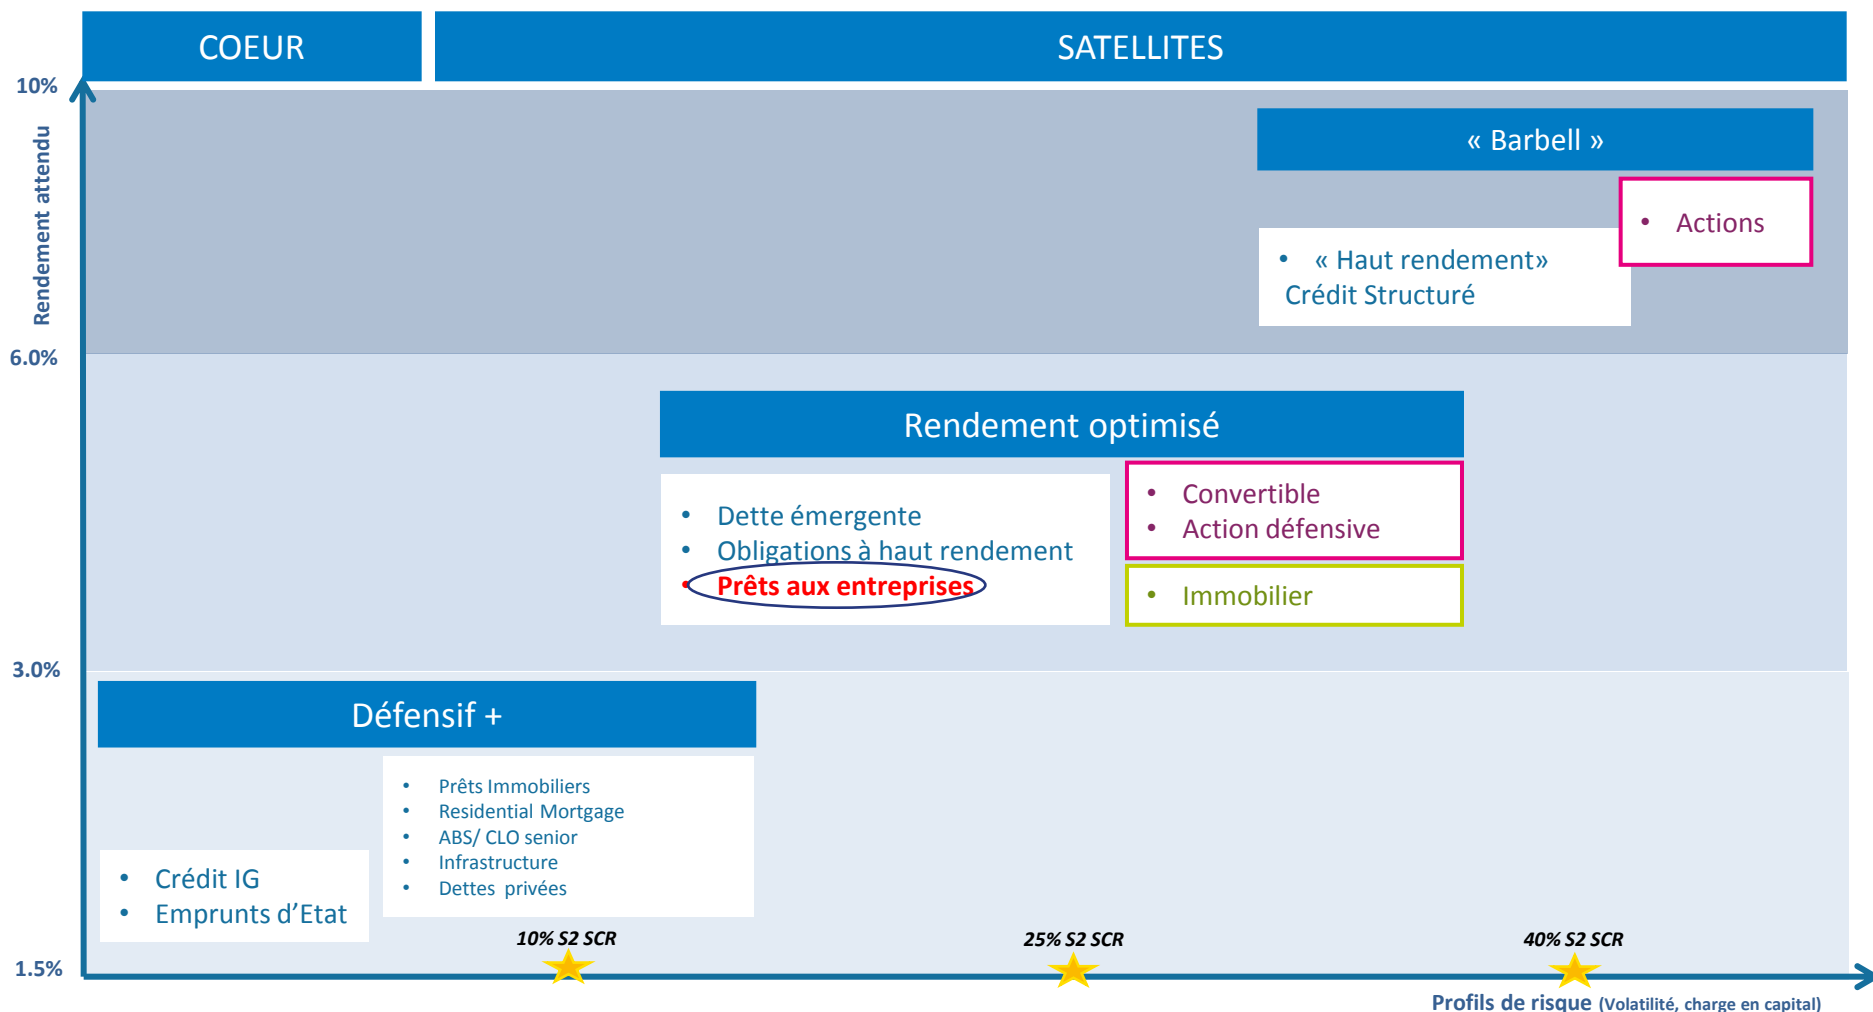 COEUR
SATELLITES
10%
Rendement attendu
« Barbell »
• Actions
• « Haut rendement»
Crédit Structuré
6.0%
Rendement optimisé
• Dette émergente
• Obligations à haut rendement
• Prêts aux entreprises
• Convertible
• Action défensive
• Immobilier
3.0%
Défensif +
• Prêts Immobiliers
• Residential Mortgage
• ABS/ CLO senior
• Infrastructure
• Dettes privées
• Crédit IG
• Emprunts d’Etat
10% S2 SCR
25% S2 SCR
40% S2 SCR
1.5%
Profils de risque (Volatilité, charge en capital)